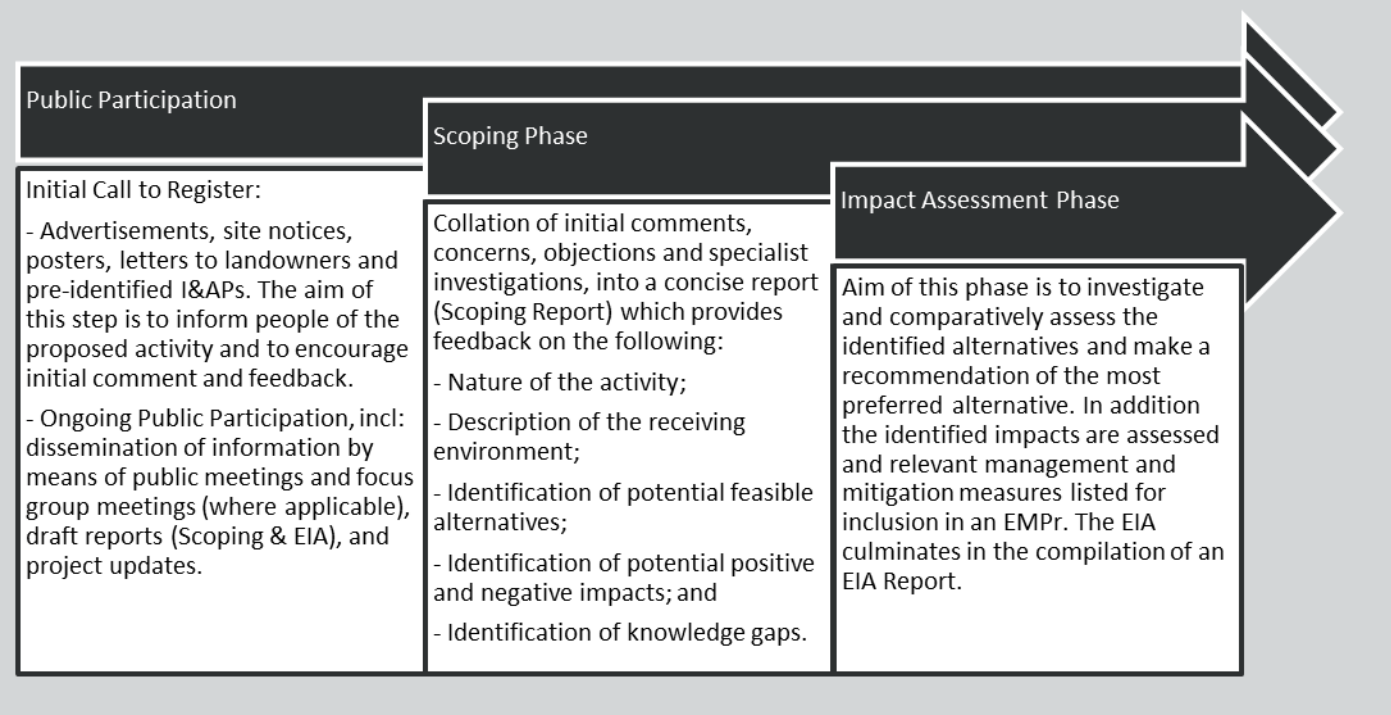 Public Participation
Initial Call to Register:
- Advertisements, site notices,
posters, letters to landowners and
pre-identified I&APs. The aim of
this step is to inform people of the
proposed activity and to encourage
initial comment and feedback.
- Ongoing Public Participation, incl:
dissemination of information by
means of public meetings and focus
group meetings (where applicable),
draft reports (Scoping & EIA), and
project updates.
Scoping Phase
Collation of initial comments,
concerns, objections and specialist
investigations, into a concise report
(Scoping Report) which provides
feedback on the following:
- Nature of the activity;
- Description of the receiving
environment;
- Identification of potential feasible
alternatives;
- Identification of potential positive
and negative impacts; and
- Identification of knowledge gaps.
Impact Assessment Phase
Aim of this phase is to investigate
and comparatively assess the
identified alternatives and make a
recommendation of the most
preferred alternative. In addition
the identified impacts are assessed
and relevant management and
mitigation measures listed for
inclusion in an EMPr. The EIA
culminates in the compilation of an
EIA Report.